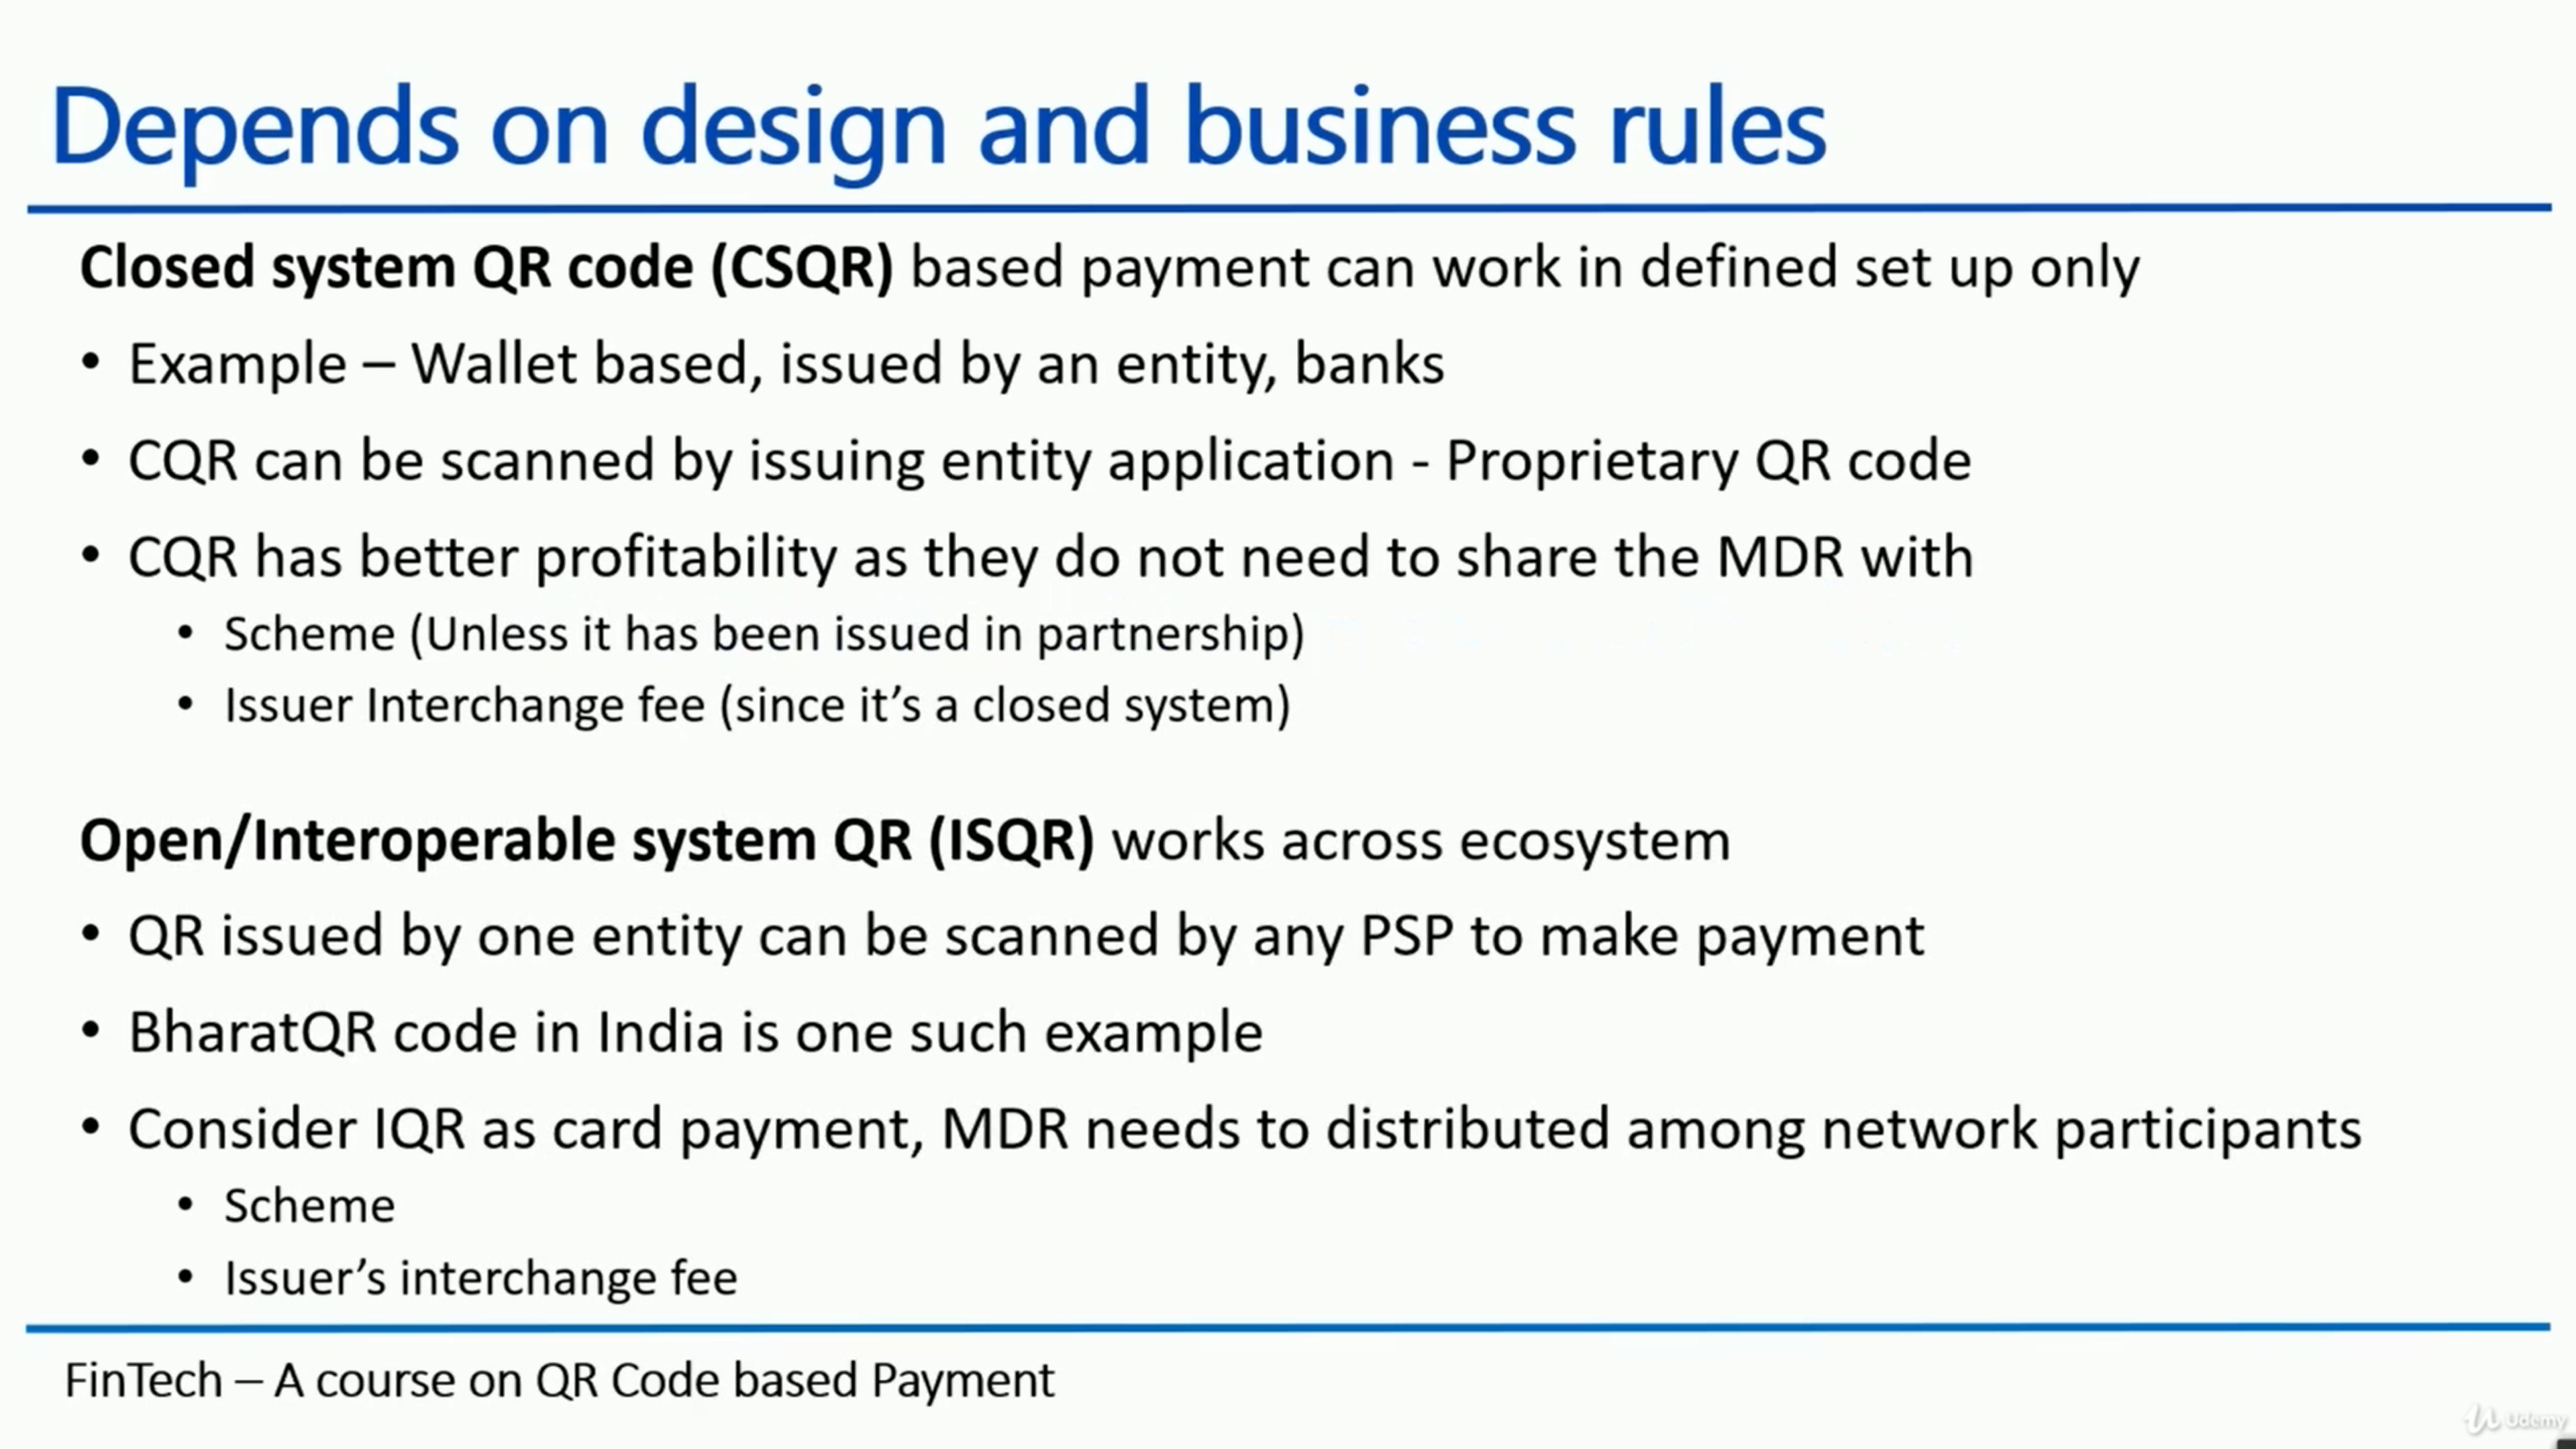 Depends on design and business rules
Closed system QR code (CSQR) based payment can work in defined set up only
• Example – Wallet based, issued by an entity, banks
• CQR can be scanned by issuing entity application - Proprietary QR code
• CQR has better profitability as they do not need to share the MDR with
• Scheme (Unless it has been issued in partnership)
• Issuer Interchange fee (since it’s a closed system)
Open/Interoperable system QR (ISQR) works across ecosystem
• QR issued by one entity can be scanned by any PSP to make payment
• BharatQR code in India is one such example
• Consider IQR as card payment, MDR needs to distributed among network participants
• Scheme
• Issuer’s interchange fee
FinTech – A course on QR Code based Payment
Udemy